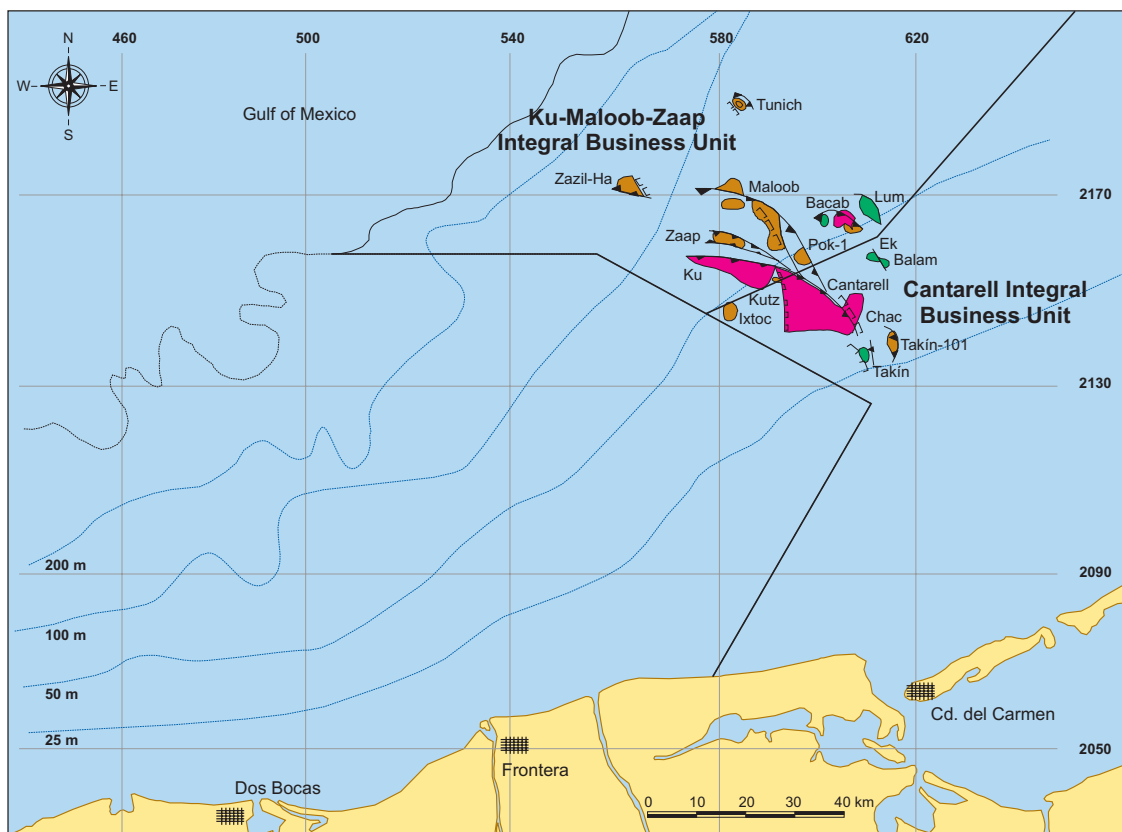 460
500
540
580
620
N
W
E
S
Gulf of Mexico
Tunich
Ku-Maloob-Zaap
Integral Business Unit
Zazil-Ha
Maloob
Lum
2170
Bacab
Zaap
Pok-1
Ek
Balam
Ku
Cantarell
Cantarell Integral
Business Unit
Kutz
Ixtoc
Chac
Takín-101
Takín
2130
200 m
2090
100 m
50 m
25 m
Cd. del Carmen
2050
Frontera
Dos Bocas
0 10 20 30 40 km